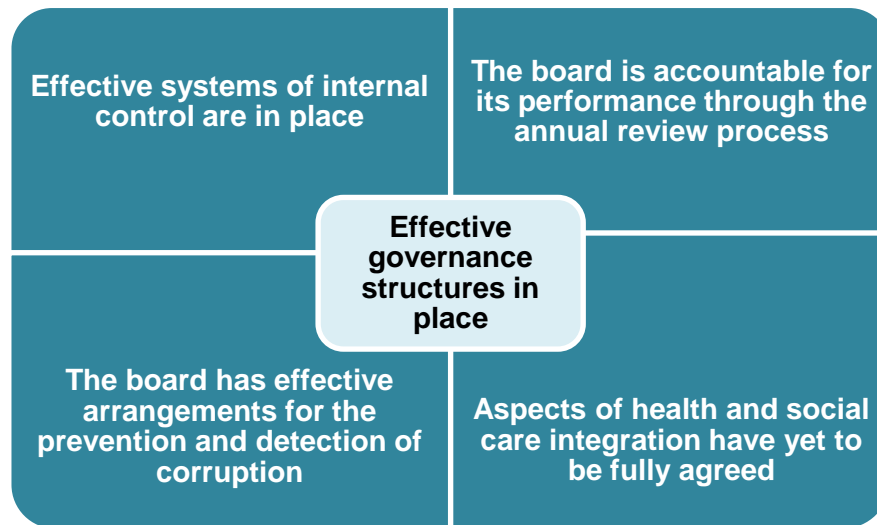 Effective systems of internal
control are in place
The board is accountable for
its performance through the
annual review process
Effective
governance
structures in
place
The board has effective
arrangements for the
prevention and detection of
corruption
Aspects of health and social
care integration have yet to
be fully agreed